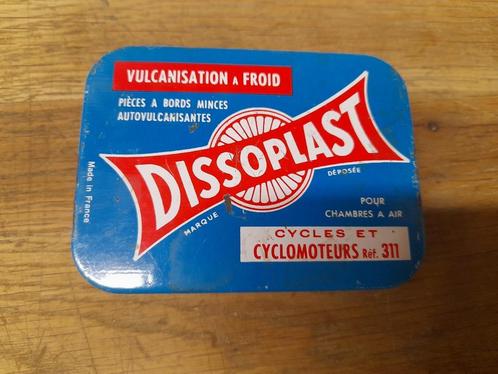 VULCANISATION A FROID
PIÈCES A BORDS MINCES
AUTOVULCANISANTES
DISSOPLAST
MARQUE DÉPOSÉE
Made in France
POUR
CHAMBRES A AIR
CYCLES ET
CYCLOMOTEURS Réf. 311